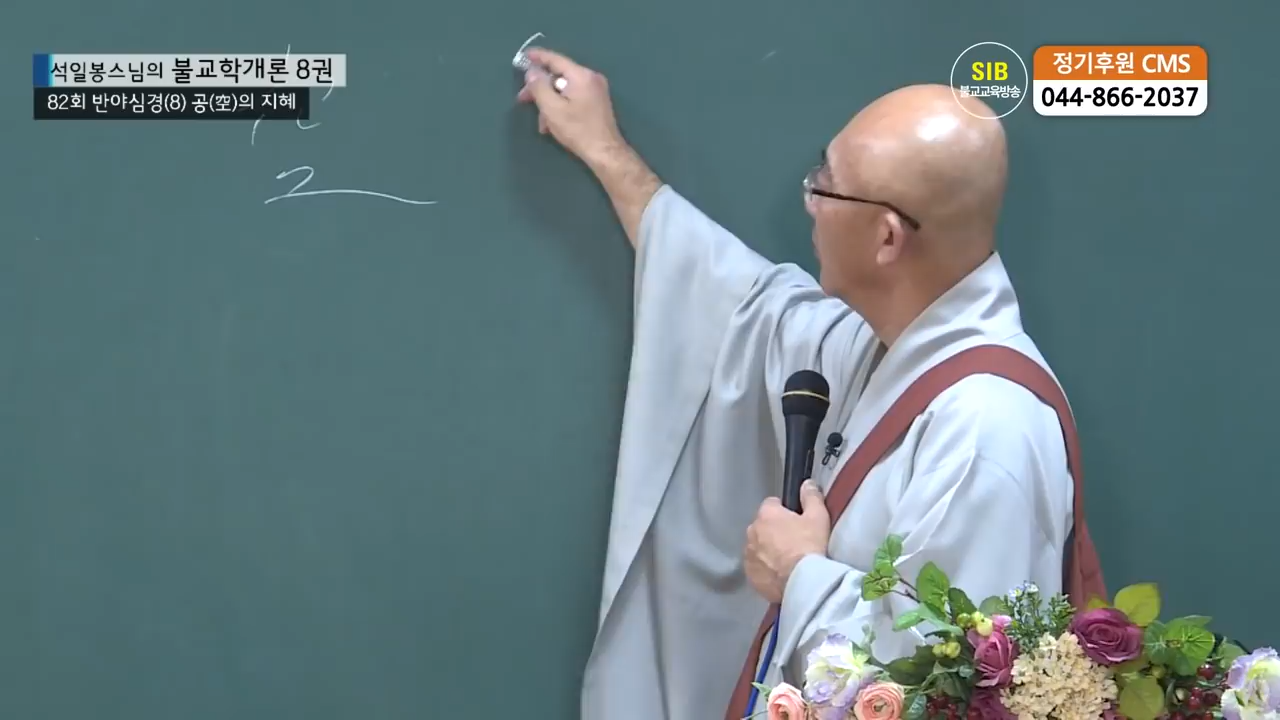 석일봉스님의 불교학개론 8권
82회 반야심경(8) 공(空)의 지혜
SIB
불교교육방송
정기후원 CMS
044-866-2037